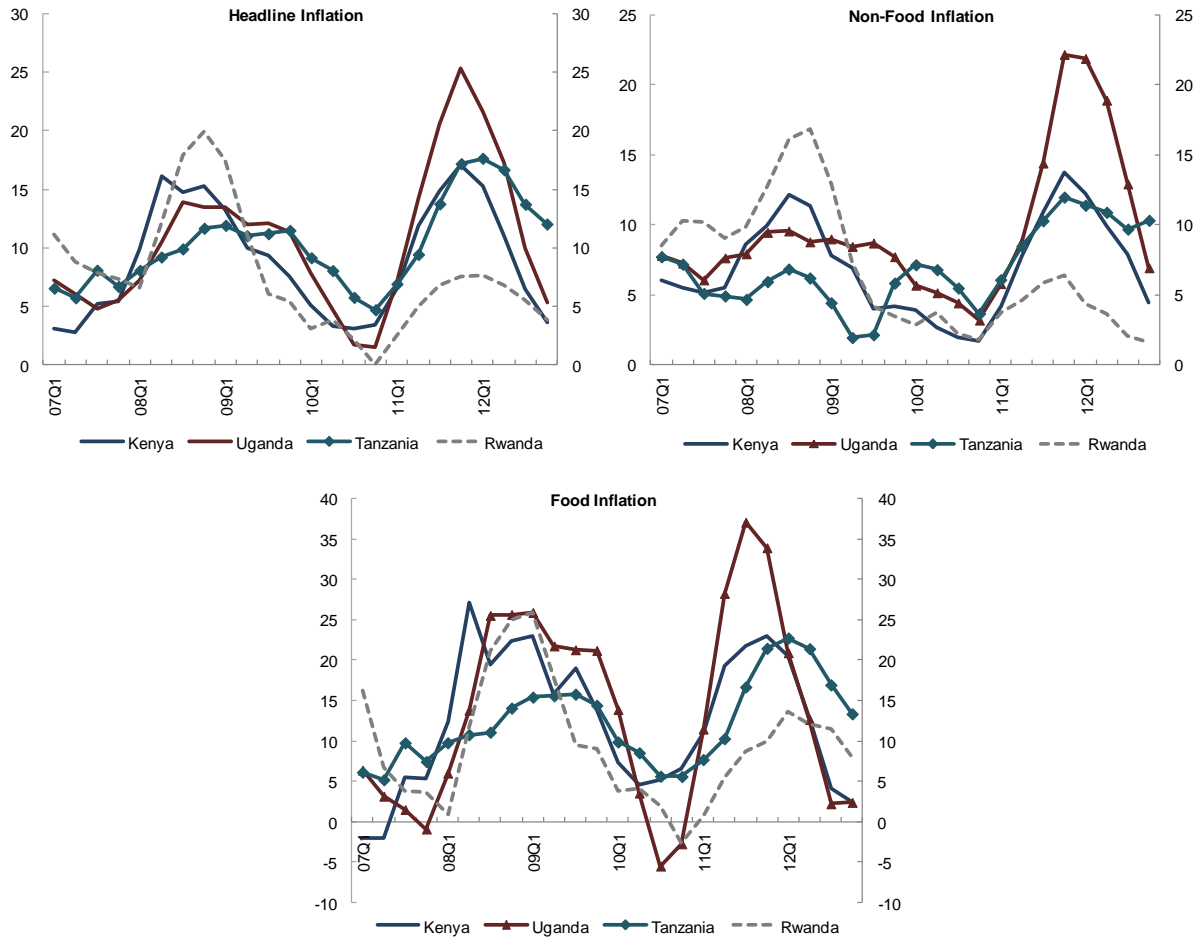 Headline Inflation
30 30
25 25
20 20
15 15
10 10
5 5
0 0
07Q1 08Q1 09Q1 10Q1 11Q1 12Q1
Kenya Uganda Tanzania Rwanda
Non-Food Inflation
25 25
20 20
15 15
10 10
5 5
0 0
07Q1 08Q1 09Q1 10Q1 11Q1 12Q1
Kenya Uganda Tanzania Rwanda
Food Inflation
40 40
35 35
30 30
25 25
20 20
15 15
10 10
5 5
0 0
-5 -5
-10 -10
07Q1 08Q1 09Q1 10Q1 11Q1 12Q1
Kenya Uganda Tanzania Rwanda